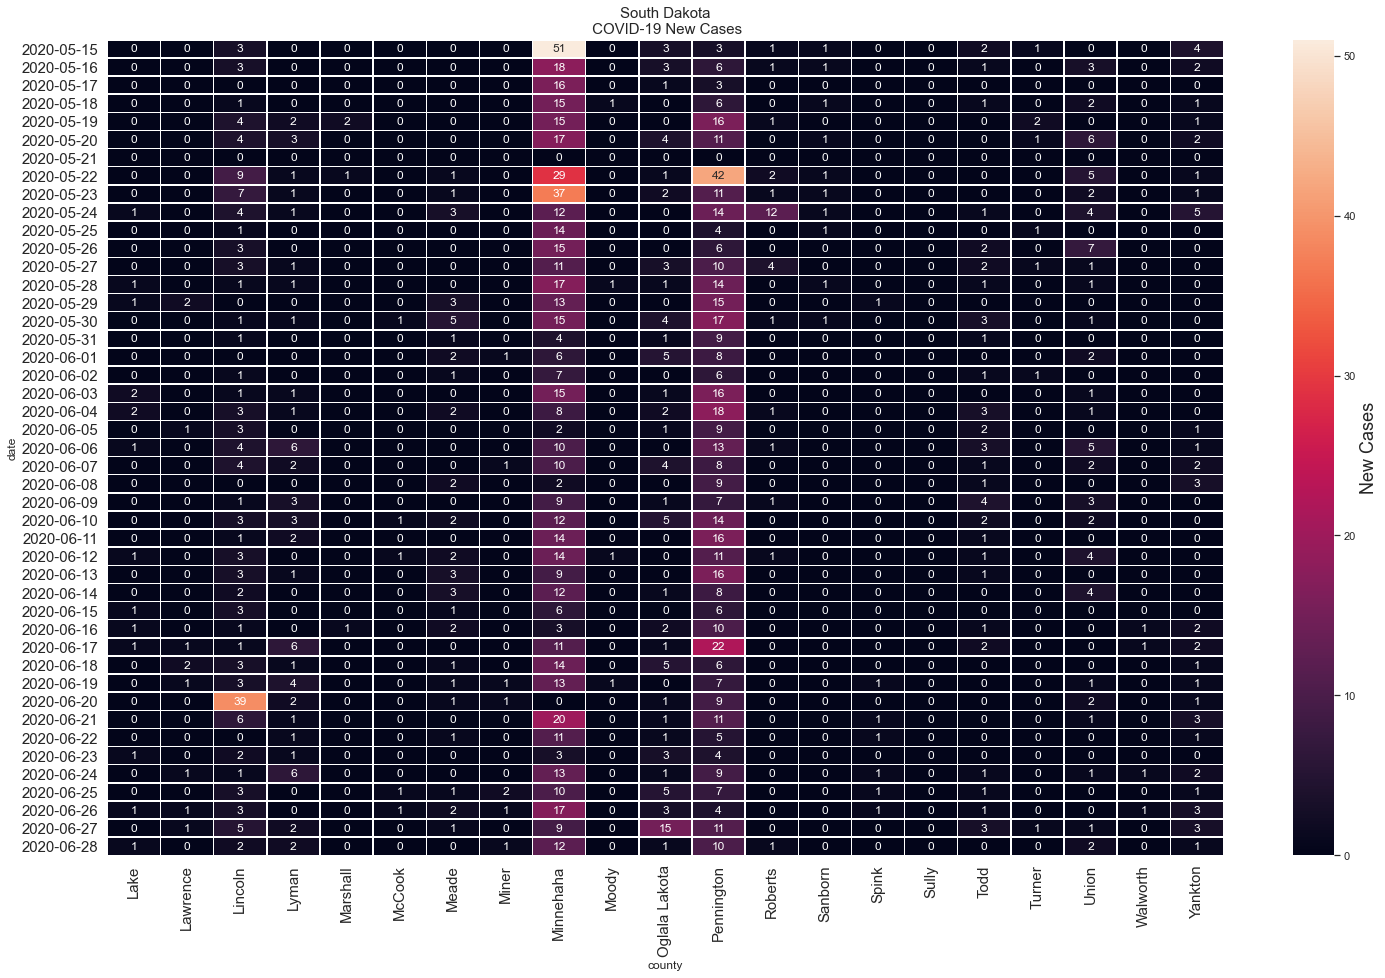 South Dakota
COVID-19 New Cases
2020-05-15 0 0 3 0 0 0 0 0 51 0 3 3 1 1 0 0 2 1 0 0 4
2020-05-16 0 0 3 0 0 0 0 0 18 0 3 6 1 1 0 0 1 0 3 0 2
2020-05-17 0 0 0 0 0 0 0 0 16 0 1 3 0 0 0 0 0 0 0 0 0
2020-05-18 0 0 1 0 0 0 0 0 15 1 0 6 0 1 0 0 1 0 2 0 1
2020-05-19 0 0 4 2 2 0 0 0 15 0 0 16 1 0 0 0 0 2 0 0 1
2020-05-20 0 0 4 3 0 0 0 0 17 0 4 11 0 1 0 0 0 1 6 0 2
2020-05-21 0 0 0 0 0 0 0 0 0 0 0 0 0 0 0 0 0 0 0 0 0
2020-05-22 0 0 9 1 1 0 1 0 29 0 1 42 2 1 0 0 0 0 5 0 1
2020-05-23 0 0 7 1 0 0 1 0 37 0 2 11 1 1 0 0 1 0 2 0 1
2020-05-24 1 0 4 1 0 0 3 0 12 0 0 14 12 1 0 0 1 0 4 0 5
2020-05-25 0 0 1 0 0 0 0 0 14 0 0 4 0 1 0 0 0 1 0 0 0
2020-05-26 0 0 3 0 0 0 0 0 15 0 0 6 0 0 0 0 2 0 7 0 0
2020-05-27 0 0 3 1 0 0 0 0 11 0 3 10 4 0 0 0 2 1 1 0 0
2020-05-28 1 0 1 1 0 0 0 0 17 1 1 14 0 1 0 0 1 0 1 0 0
2020-05-29 1 2 0 0 0 0 3 0 13 0 0 15 0 0 1 0 0 0 0 0 0
2020-05-30 0 0 1 1 0 1 5 0 15 0 4 17 1 1 0 0 3 0 1 0 0
2020-05-31 0 0 1 0 0 0 1 0 4 0 1 9 0 0 0 0 1 0 0 0 0
2020-06-01 0 0 0 0 0 0 2 1 6 0 5 8 0 0 0 0 0 0 2 0 0
2020-06-02 0 0 1 0 0 0 1 0 7 0 0 6 0 0 0 0 1 1 0 0 0
2020-06-03 2 0 1 1 0 0 0 0 15 0 1 16 0 0 0 0 0 0 1 0 0
2020-06-04 2 0 3 1 0 0 2 0 8 0 2 18 1 0 0 0 3 0 1 0 0
2020-06-05 0 1 3 0 0 0 0 0 2 0 1 9 0 0 0 0 2 0 0 0 1
2020-06-06 1 0 4 6 0 0 0 0 10 0 0 13 1 0 0 0 3 0 5 0 1
2020-06-07 0 0 4 2 0 0 0 1 10 0 4 8 0 0 0 0 1 0 2 0 2
2020-06-08 0 0 0 0 0 0 2 0 2 0 0 9 0 0 0 0 1 0 0 0 3
2020-06-09 0 0 1 3 0 0 0 0 9 0 1 7 1 0 0 0 4 0 3 0 0
2020-06-10 0 0 3 3 0 1 2 0 12 0 5 14 0 0 0 0 2 0 2 0 0
2020-06-11 0 0 1 2 0 0 0 0 14 0 0 16 0 0 0 0 1 0 0 0 0
2020-06-12 1 0 3 0 0 1 2 0 14 1 0 11 1 0 0 0 1 0 4 0 0
2020-06-13 0 0 3 1 0 0 3 0 9 0 0 16 0 0 0 0 1 0 0 0 0
2020-06-14 0 0 2 0 0 0 3 0 12 0 1 8 0 0 0 0 0 0 4 0 0
2020-06-15 1 0 3 0 0 0 1 0 6 0 0 6 0 0 0 0 0 0 0 0 0
2020-06-16 1 0 1 0 1 0 2 0 3 0 2 10 0 0 0 0 1 0 0 1 2
2020-06-17 1 1 1 6 0 0 0 0 11 0 1 22 0 0 0 0 2 0 0 1 2
2020-06-18 0 2 3 1 0 0 1 0 14 0 5 6 0 0 0 0 0 0 0 0 1
2020-06-19 0 1 3 4 0 0 1 1 13 1 0 7 0 0 1 0 0 0 1 0 1
2020-06-20 0 0 39 2 0 0 1 1 0 0 1 9 0 0 0 0 0 0 2 0 1
2020-06-21 0 0 6 1 0 0 0 0 20 0 1 11 0 0 1 0 0 0 1 0 3
2020-06-22 0 0 0 1 0 0 1 0 11 0 1 5 0 0 1 0 0 0 0 0 1
2020-06-23 1 0 2 1 0 0 0 0 3 0 3 4 0 0 0 0 0 0 0 0 0
2020-06-24 0 1 1 6 0 0 0 0 13 0 1 9 0 0 1 0 1 0 1 1 2
2020-06-25 0 0 3 0 0 1 1 2 10 0 5 7 0 0 1 0 1 0 0 0 1
2020-06-26 1 1 3 0 0 1 2 1 17 0 3 4 0 0 1 0 1 0 0 1 3
2020-06-27 0 1 5 2 0 0 1 0 9 0 15 11 0 0 0 0 3 1 1 0 3
2020-06-28 1 0 2 2 0 0 0 1 12 0 1 10 1 0 0 0 0 0 2 0 1
date
Lake Lawrence Lincoln Lyman Marshall McCook Meade Miner Minnehaha Moody Oglala Lakota Pennington Roberts Sanborn Spink Sully Todd Turner Union Walworth Yankton
county
50
40
30
20
10
0
New Cases